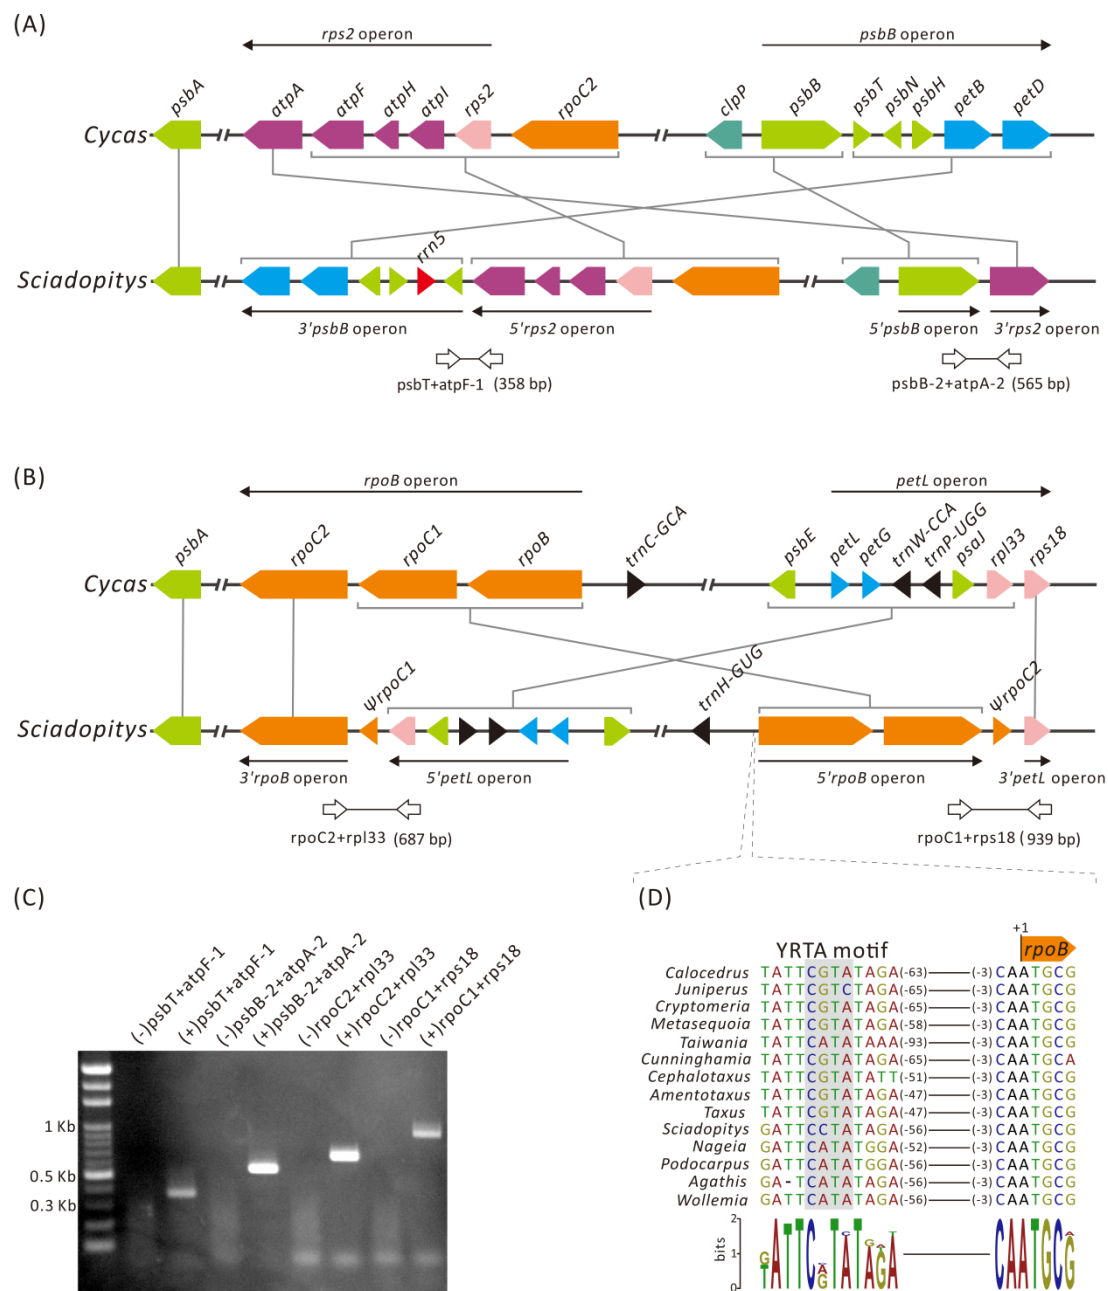 (A)
rps2 operon
psbB operon
psbA
atpA
atpF
atpH
atpI
rps2
rpoC2
clpP
psbB
psbT
psbN
psbH
petB
petD
Cycas
rrn5
Sciadopitys
3'psbB operon
5'rps2 operon
5'psbB operon
3'rps2 operon
psbT+atpF-1 (358 bp)
psbB-2+atpA-2 (565 bp)
(B)
rpoB operon
petL operon
psbA
rpoC2
rpoC1
rpoB
trnC-GCA
psbE
petL
petG
trnW-CCA
trnP-UGG
psaJ
rpl33
rps18
Cycas
ΨrpoC1
trnH-GUG
ΨrpoC2
Sciadopitys
3'rpoB operon
5'petL operon
5'rpoB operon
3'petL operon
rpoC2+rpl33 (687 bp)
rpoC1+rps18 (939 bp)
(C)
(-)psbT+atpF-1
(+)psbT+atpF-1
(-)psbB-2+atpA-2
(+)psbB-2+atpA-2
(-)rpoC2+rpl33
(+)rpoC2+rpl33
(-)rpoC1+rps18
(+)rpoC1+rps18
1 Kb
0.5 Kb
0.3 Kb
(D)
+1
YRTA motif
rpoB
Calocedrus TATTCGTATAGA(-63) (-3) CAATGCG
Juniperus TATTCGTCTAGA(-65) (-3) CAATGCG
Cryptomeria TATTCGTATAGA(-65) (-3) CAATGCG
Metasequoia TATTCGTATAGA(-58) (-3) CAATGCG
Taiwania TATTCATATAAA(-93) (-3) CAATGCG
Cunninghamia TATTCGTATAGA(-65) (-3) CAATGCA
Cephalotaxus TATTCGTATATT(-51) (-3) CAATGCG
Amentotaxus TATTCGTATAGA(-47) (-3) CAATGCG
Taxus TATTCGTATAGA(-47) (-3) CAATGCG
Sciadopitys GATTCCTATAGA(-56) (-3) CAATGCG
Nageia GATTCATATGGA(-52) (-3) CAATGCG
Podocarpus GATTCATATGGA(-56) (-3) CAATGCG
Agathis GA-TCATATAGA(-56) (-3) CAATGCG
Wollemia GATTCATATAGA(-56) (-3) CAATGCG
2
1
0
bits